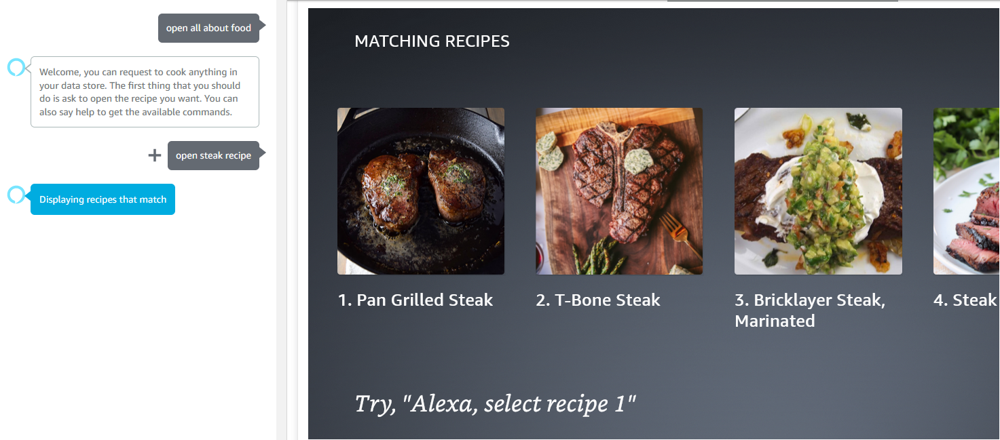 open all about food
Welcome, you can request to cook anything in
your data store. The first thing that you should
do is ask to open the recipe you want. You can
also say help to get the available commands.
open steak recipe
Displaying recipes that match
MATCHING RECIPES
1. Pan Grilled Steak
2. T-Bone Steak
3. Bricklayer Steak,
Marinated
4. Steak
Try, "Alexa, select recipe 1"